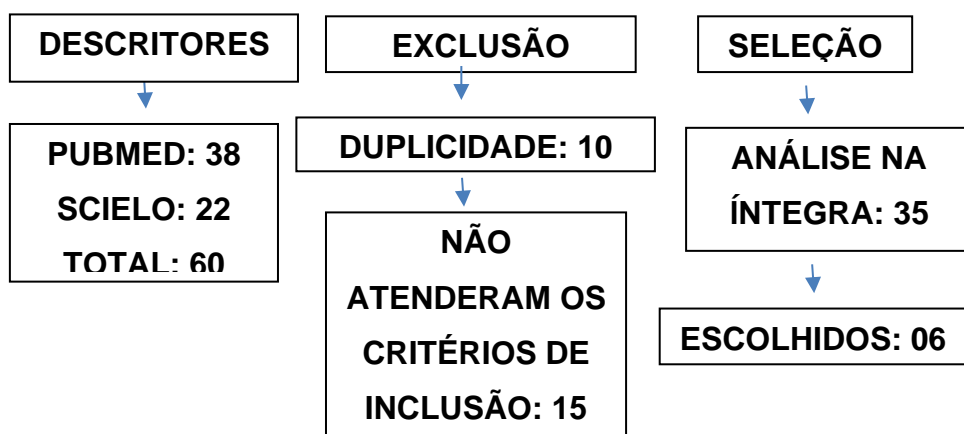 DESCRITORES
PUBMED: 38
SCIELO: 22
TOTAL: 60
EXCLUSÃO
DUPLICIDADE: 10
NÃO
ATENDERAM OS
CRITÉRIOS DE
INCLUSÃO: 15
SELEÇÃO
ANÁLISE NA
ÍNTEGRA: 35
ESCOLHIDOS: 06